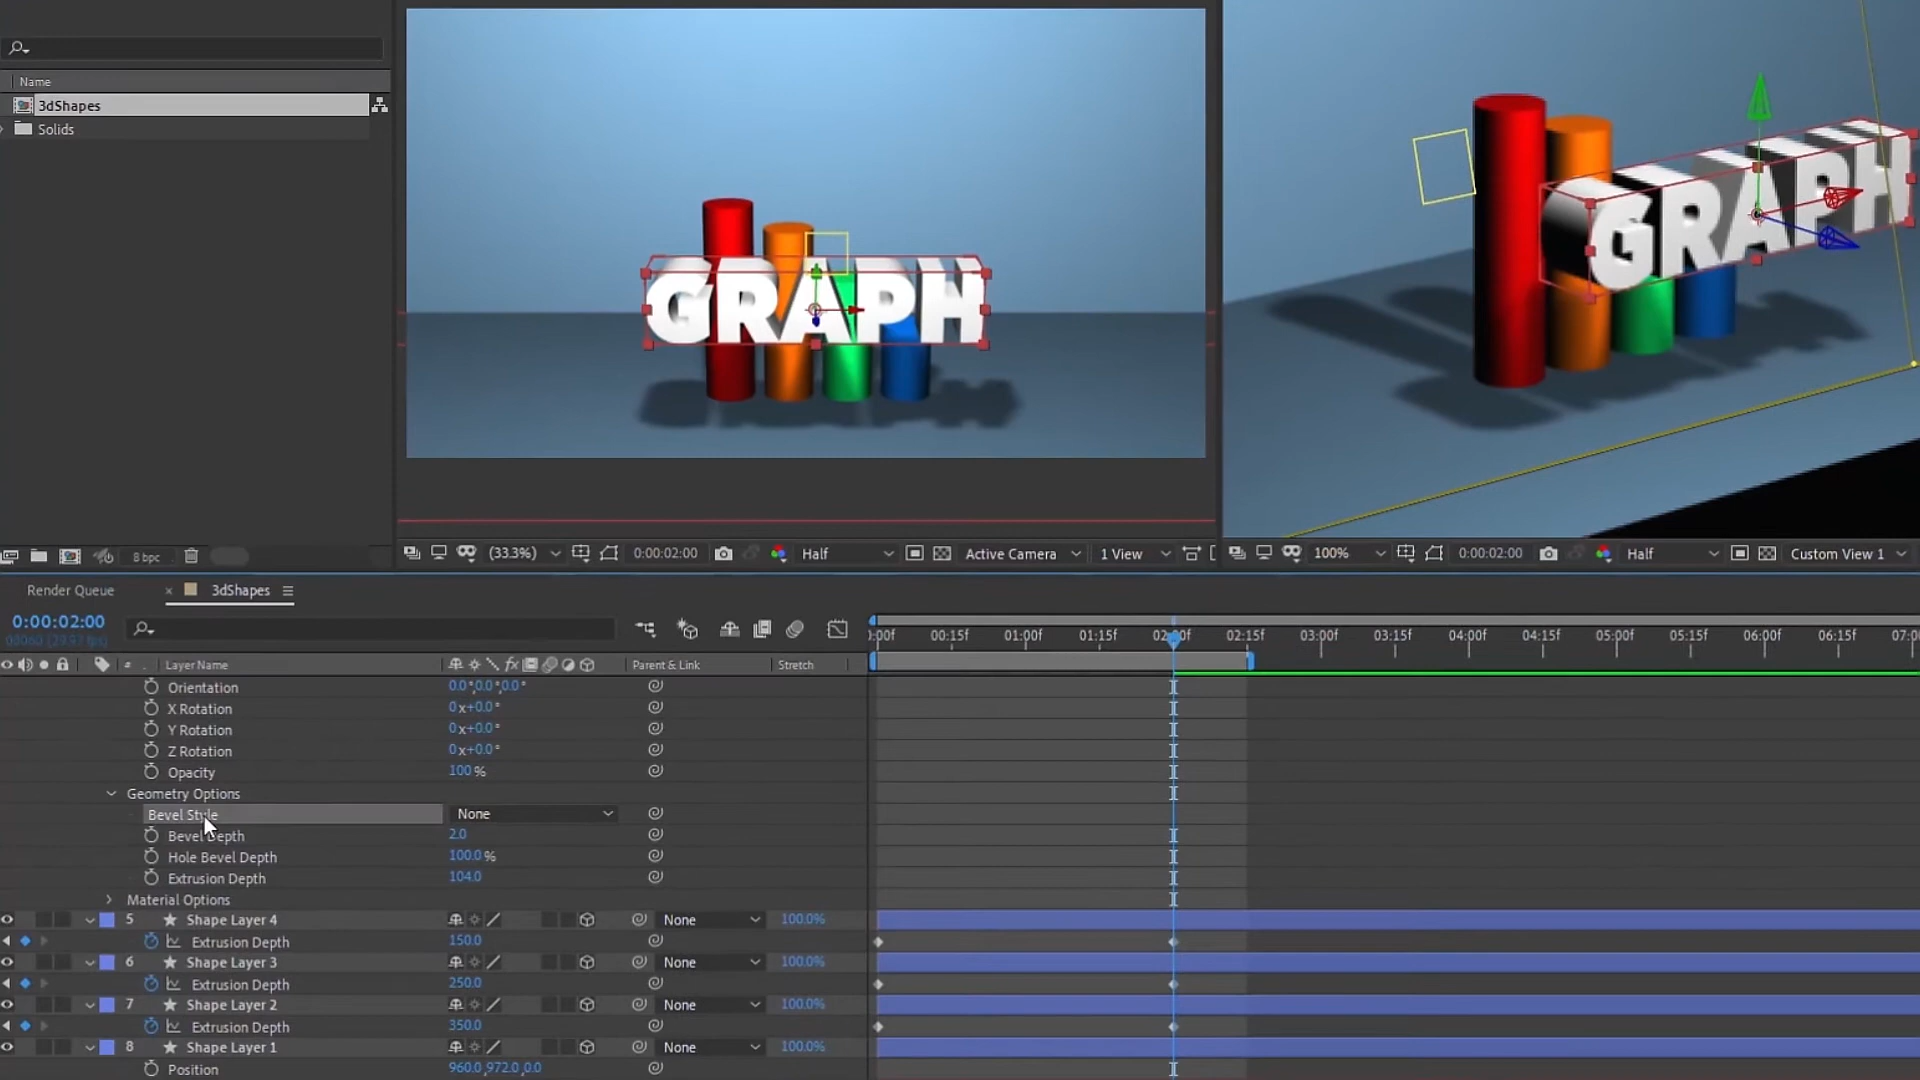 Name
3dShapes
Solids
GRAPH
GRAPH
8 bpc
(33.3%) 0:00:02:00 Half Active Camera 1 View
100% 0:00:02:00 Half Custom View 1
Render Queue × 3dShapes
0:00:02:00
00060 (29.97 fps)
:00f 00:15f 01:00f 01:15f 02:00f 02:15f 03:00f 03:15f 04:00f 04:15f 05:00f 05:15f 06:00f 06:15f 07:0
# Layer Name fx Parent & Link Stretch
Orientation 0.0°,0.0°,0.0°
X Rotation 0x+0.0°
Y Rotation 0x+0.0°
Z Rotation 0x+0.0°
Opacity 100%
Geometry Options
Bevel Style None
Bevel Depth 2.0
Hole Bevel Depth 100.0%
Extrusion Depth 104.0
Material Options
5 Shape Layer 4 None 100.0%
Extrusion Depth 150.0
6 Shape Layer 3 None 100.0%
Extrusion Depth 250.0
7 Shape Layer 2 None 100.0%
Extrusion Depth 350.0
8 Shape Layer 1 None 100.0%
Position 960.0,972.0,0.0